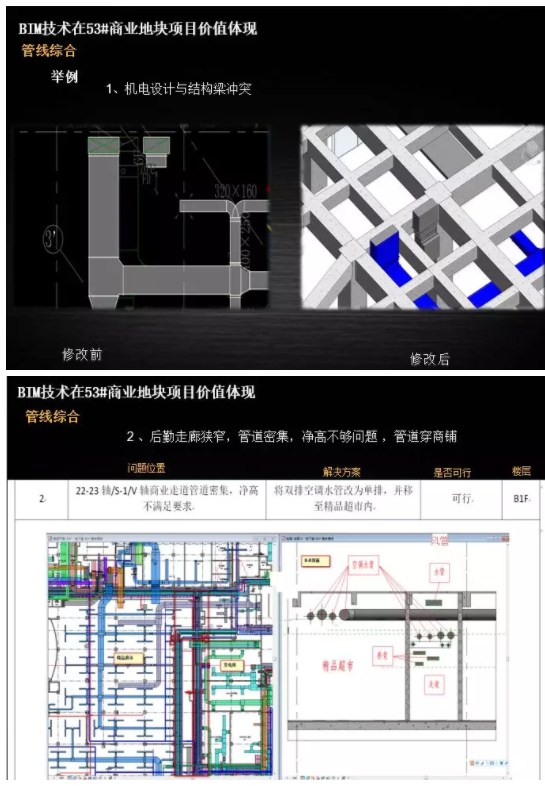 BIM技术在53#商业地块项目价值体现
管线综合
举例
1、机电设计与结构梁冲突
320×160
3'
修改前
修改后
BIM技术在53#商业地块项目价值体现
管线综合
2 、后勤走廊狭窄，管道密集，净高不够问题 ，管道穿商铺
问题位置
解决方案
是否可行
楼层
2.
22-23 轴/S-1/V 轴商业走道管道密集，净高
不满足要求.
将双排空调水管改为单排，并移
至精品超市内.
可行.
B1F.
风管
空调水管
水管
精品超市
桥架
走道
精品超市